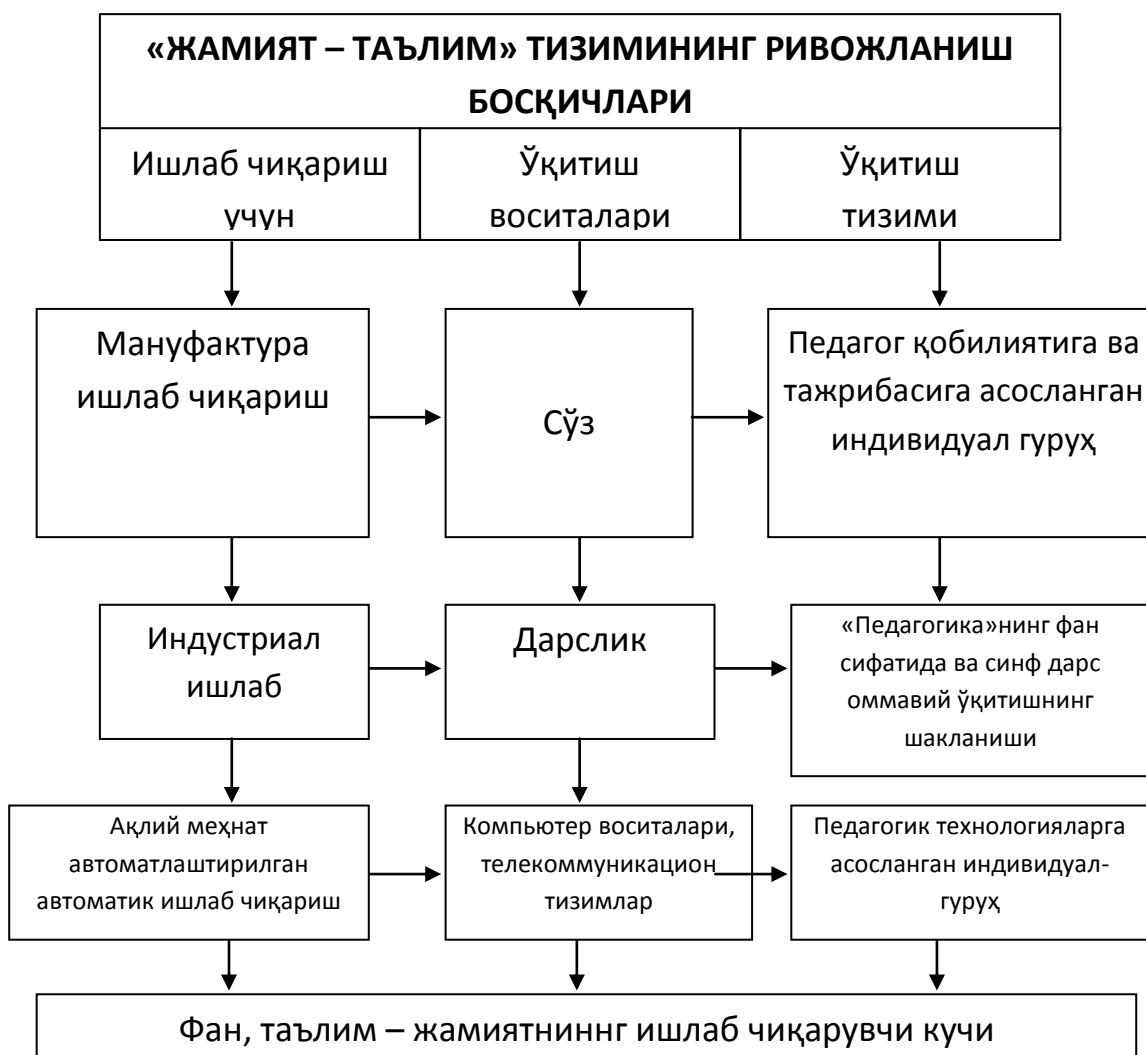 «ЖАМИЯТ – ТАЪЛИМ» ТИЗИМИНИНГ РИВОЖЛАНИШ
БОСҚИЧЛАРИ
Ишлаб чиқариш
учун
Ўқитиш
воситалари
Ўқитиш
тизими
Мануфактура
ишлаб чиқариш
Сўз
Педагог қобилиятига ва
тажрибасига асосланган
индивидуал гуруҳ
Индустриал
ишлаб
Дарслик
«Педагогика»нинг фан
сифатида ва синф дарс
оммавий ўқитишнинг
шакланиши
Ақлий меҳнат
автоматлаштирилган
автоматик ишлаб чиқариш
Компьютер воситалари,
телекоммуникацион
тизимлар
Педагогик технологияларга
асосланган индивидуал-
гуруҳ
Фан, таълим – жамиятниннг ишлаб чиқарувчи кучи